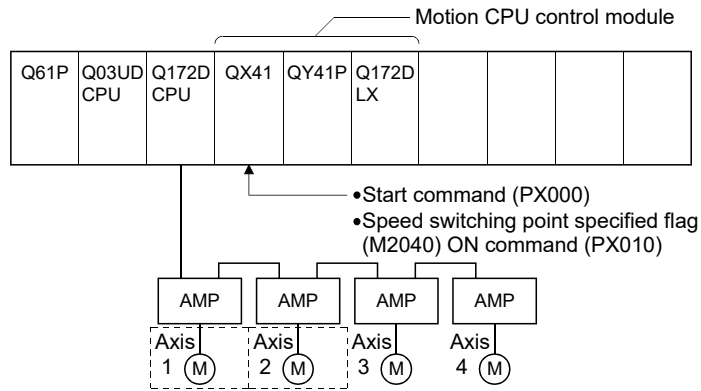 Motion CPU control module
Q61P
Q03UD
CPU
Q172D
CPU
QX41
QY41P
Q172D
LX
•Start command (PX000)
•Speed switching point specified flag
(M2040) ON command (PX010)
AMP
AMP
AMP
AMP
Axis
1 M
Axis
2 M
Axis
3 M
Axis
4 M